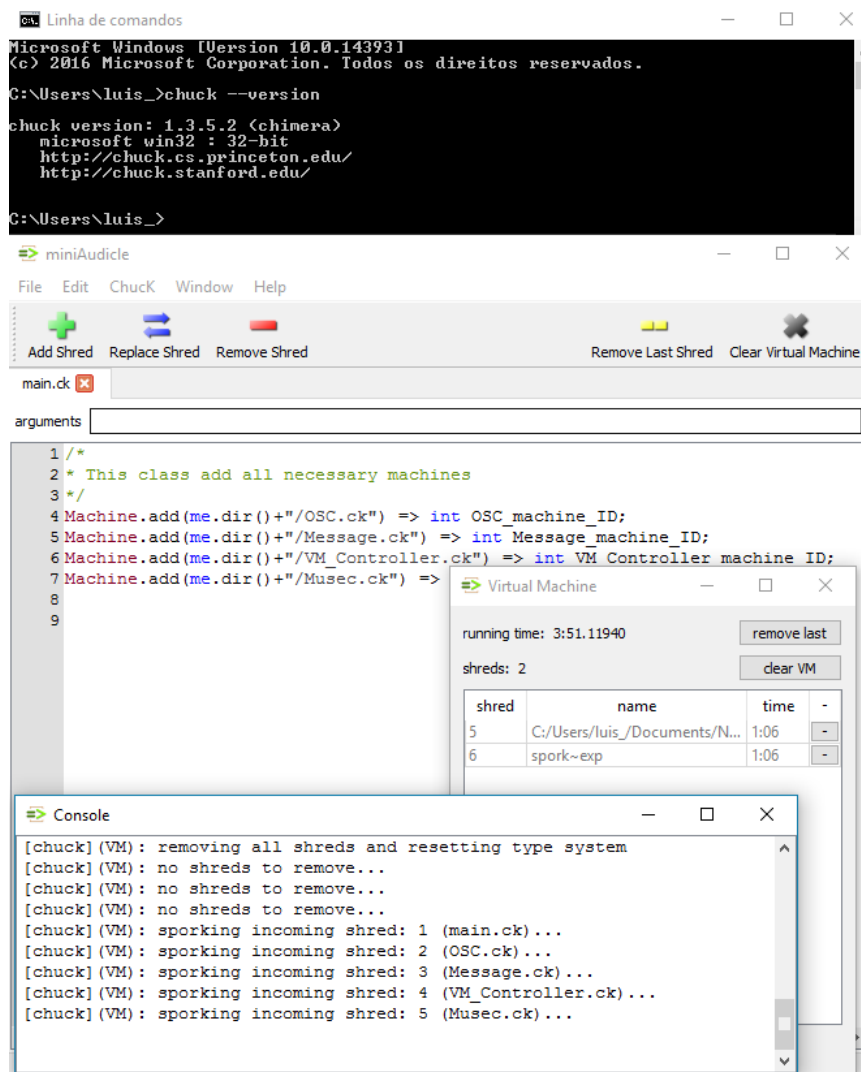 Linha de comandos
Microsoft Windows [Version 10.0.14393]
(c) 2016 Microsoft Corporation. Todos os direitos reservados.
C:\Users\luis_>chuck --version
chuck version: 1.3.5.2 (chimera)
microsoft win32 : 32-bit
http://chuck.cs.princeton.edu/
http://chuck.stanford.edu/
C:\Users\luis_>
miniAudicle
File Edit ChucK Window Help
Add Shred Replace Shred Remove Shred Remove Last Shred Clear Virtual Machine
main.ck
arguments
1 /*
2 * This class add all necessary machines
3 */
4 Machine.add(me.dir()+"/OSC.ck") => int OSC_machine_ID;
5 Machine.add(me.dir()+"/Message.ck") => int Message_machine_ID;
6 Machine.add(me.dir()+"/VM_Controller.ck") => int VM_Controller_machine_ID;
7 Machine.add(me.dir()+"/Musec.ck") =>
8
9
Virtual Machine
running time: 3:51.11940 remove last
shreds: 2 clear VM
shred name time -
5 C:/Users/luis_/Documents/N... 1:06 -
6 spork~exp 1:06 -
Console
[chuck](VM): removing all shreds and resetting type system
[chuck](VM): no shreds to remove...
[chuck](VM): no shreds to remove...
[chuck](VM): no shreds to remove...
[chuck](VM): sporking incoming shred: 1 (main.ck)...
[chuck](VM): sporking incoming shred: 2 (OSC.ck)...
[chuck](VM): sporking incoming shred: 3 (Message.ck)...
[chuck](VM): sporking incoming shred: 4 (VM_Controller.ck)...
[chuck](VM): sporking incoming shred: 5 (Musec.ck)...